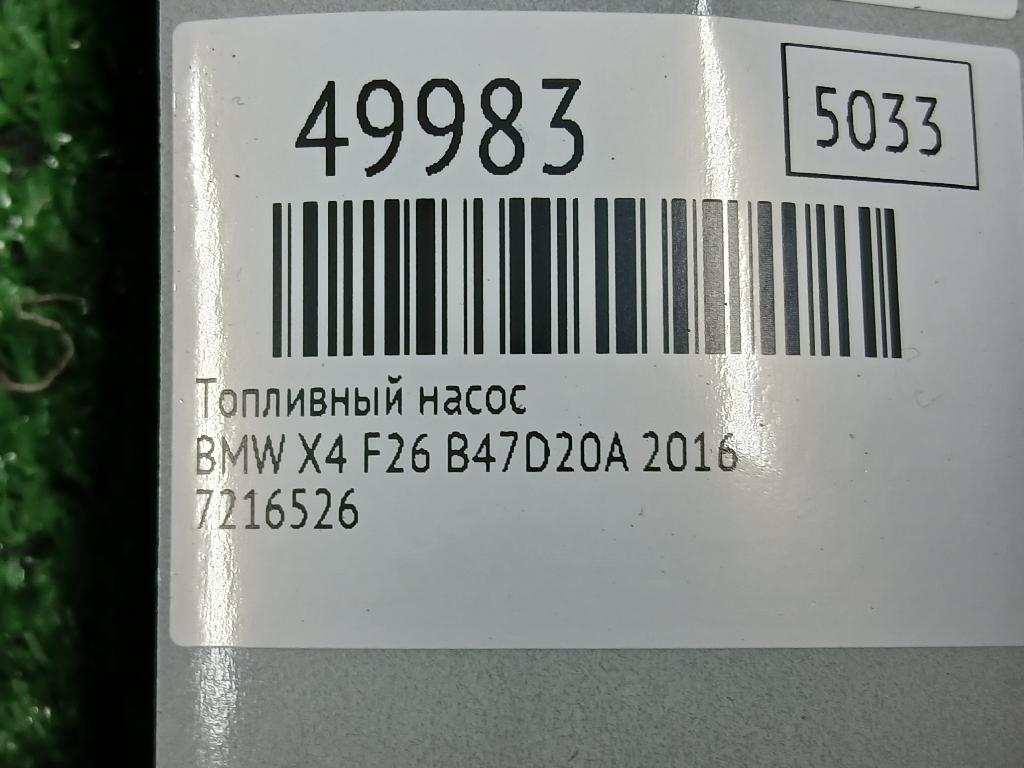 49983
5033
Топливный насос
BMW X4 F26 B47D20A 2016
7216526